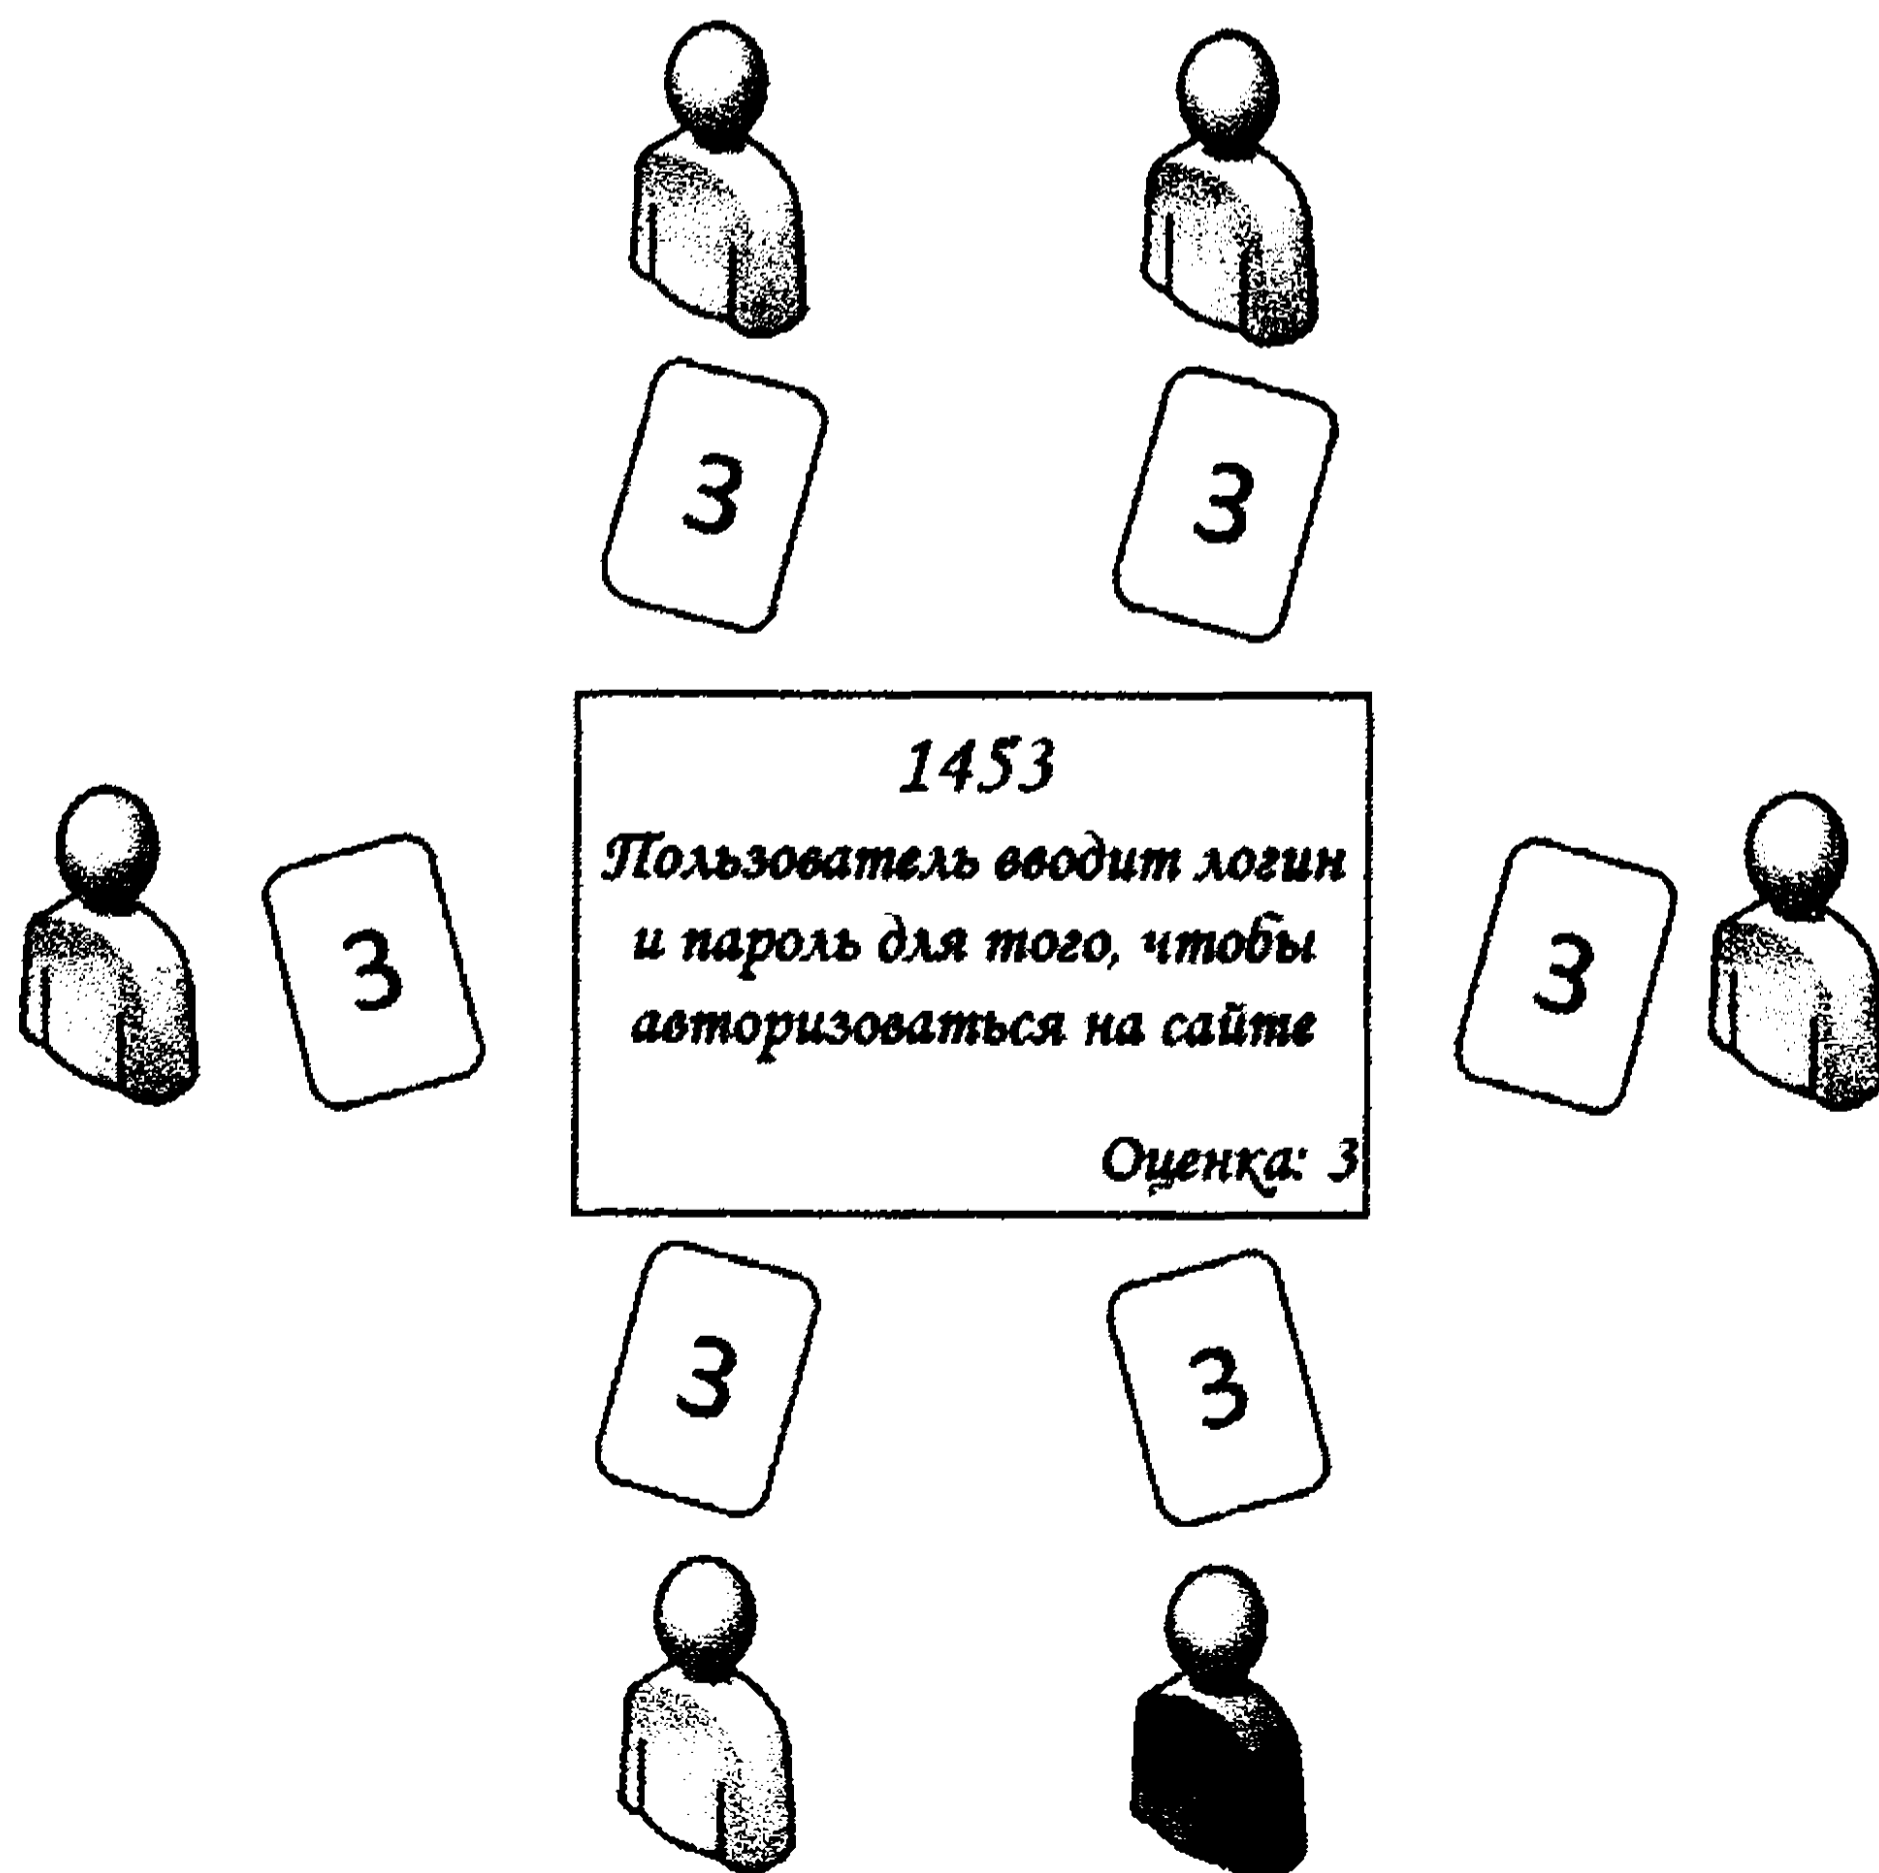 3
3
1453
Пользователь вводит логин
и пароль для того, чтобы
авторизоваться на сайте
Оценка: 3
3
3
3
3